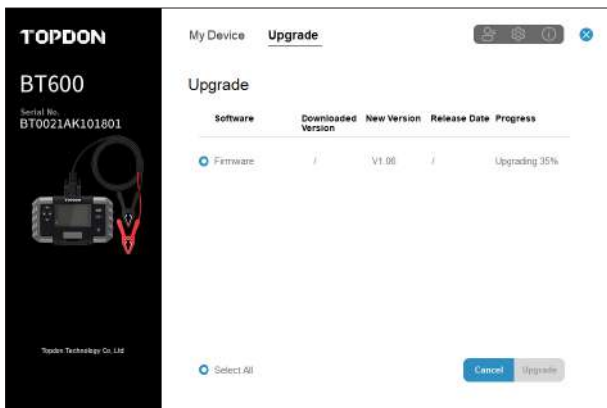 TOPDON
My Device Upgrade
BT600
Serial No.
BT0021AK101801
Upgrade
Software Downloaded Version New Version Release Date Progress
Firmware / V1.06 / Upgrading 35%
Topdon Technology Co., Ltd
Select All
Cancel Upgrade